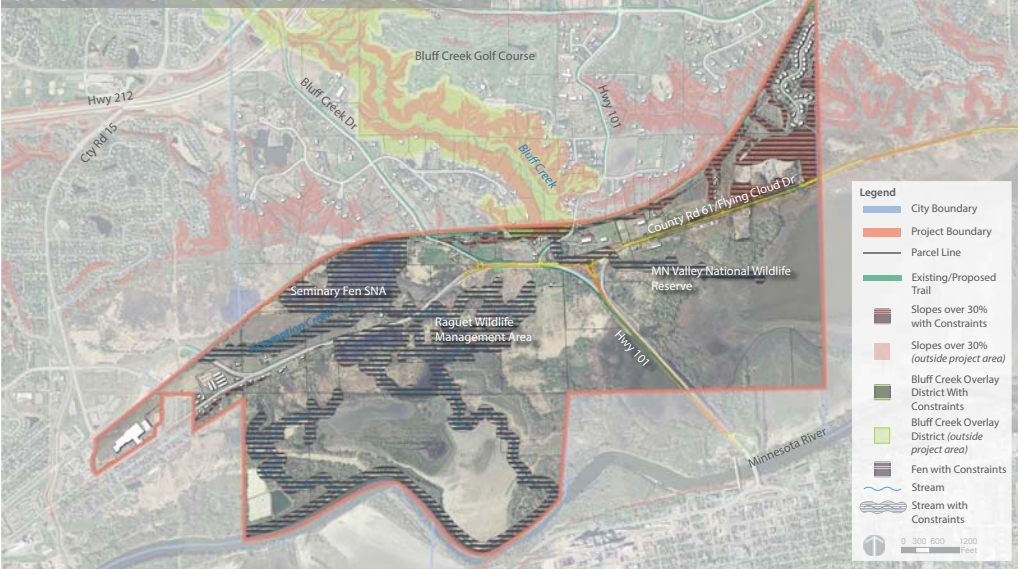 Bluff Creek Golf Course
Hwy 212
Bluff Creek Dr
Hwy 101
Cty Rd 15
Bluff Creek
County Rd 61/Flying Cloud Dr
MN Valley National Wildlife
Reserve
Seminary Fen SNA
Assumption Creek
Raguet Wildlife
Management Area
Hwy 101
Minnesota River
Legend
City Boundary
Project Boundary
Parcel Line
Existing/Proposed
Trail
Slopes over 30%
with Constraints
Slopes over 30%
(outside project area)
Bluff Creek Overlay
District With
Constraints
Bluff Creek Overlay
District (outside
project area)
Fen with Constraints
Stream
Stream with
Constraints
0 300 600 1200
Feet